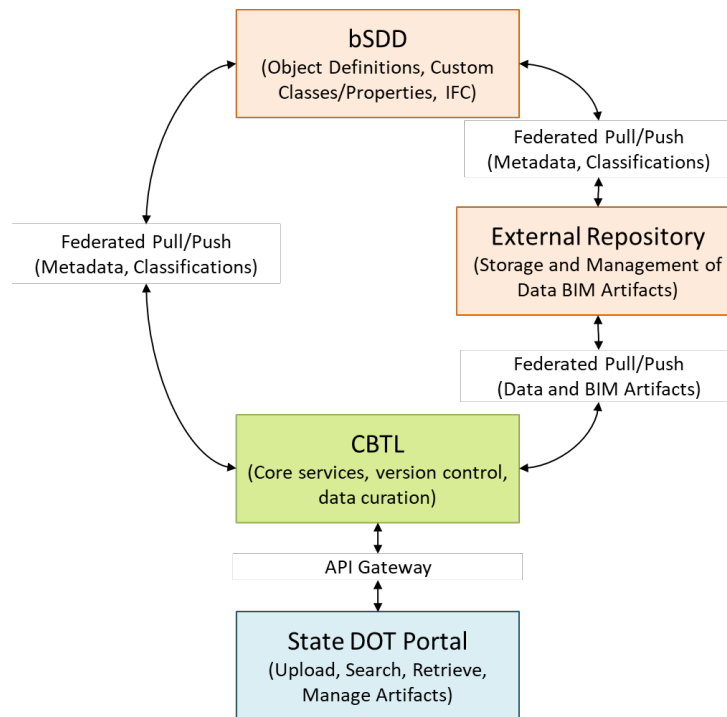 bSDD
(Object Definitions, Custom
Classes/Properties, IFC)
Federated Pull/Push
(Metadata, Classifications)
External Repository
(Storage and Management of
Data BIM Artifacts)
Federated Pull/Push
(Metadata, Classifications)
Federated Pull/Push
(Data and BIM Artifacts)
CBTL
(Core services, version control,
data curation)
API Gateway
State DOT Portal
(Upload, Search, Retrieve,
Manage Artifacts)